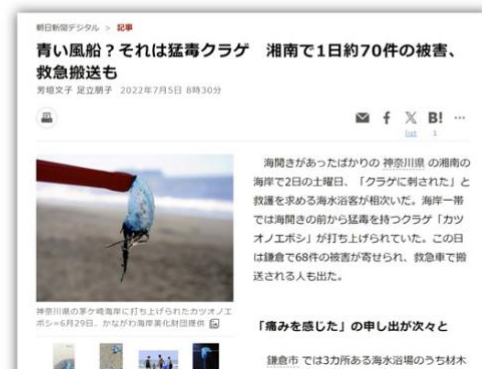 朝日新聞デジタル > 記事
青い風船？それは猛毒クラゲ　湘南で1日約70件の被害、
救急搬送も
芳垣文子 足立朋子 2022年7月5日 8時30分
list
B!
1
海開きがあったばかりの 神奈川県 の湘南の
海岸で2日の土曜日、「クラゲに刺された」と
救護を求める海水浴客が相次いだ。海岸一帯
では海開きの前から猛毒を持つクラゲ「カツ
オノエボシ」が打ち上げられていた。この日
は鎌倉で68件の被害が寄せられ、救急車で搬
送される人も出た。
神奈川県の茅ケ崎海岸に打ち上げられたカツオノエ
ボシ=6月29日、かながわ海岸美化財団提供
「痛みを感じた」の申し出が次々と
鎌倉市 では3カ所ある海水浴場のうち材木